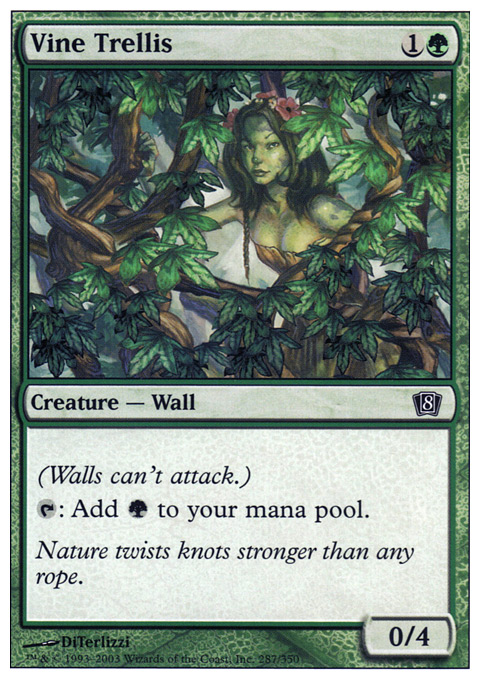 Vine Trellis 1
Creature — Wall 8
(Walls can't attack.)
: Add to your mana pool.
Nature twists knots stronger than any
rope.
DiTerlizzi
0/4
™ & © 1993–2003 Wizards of the Coast, Inc. 287/350